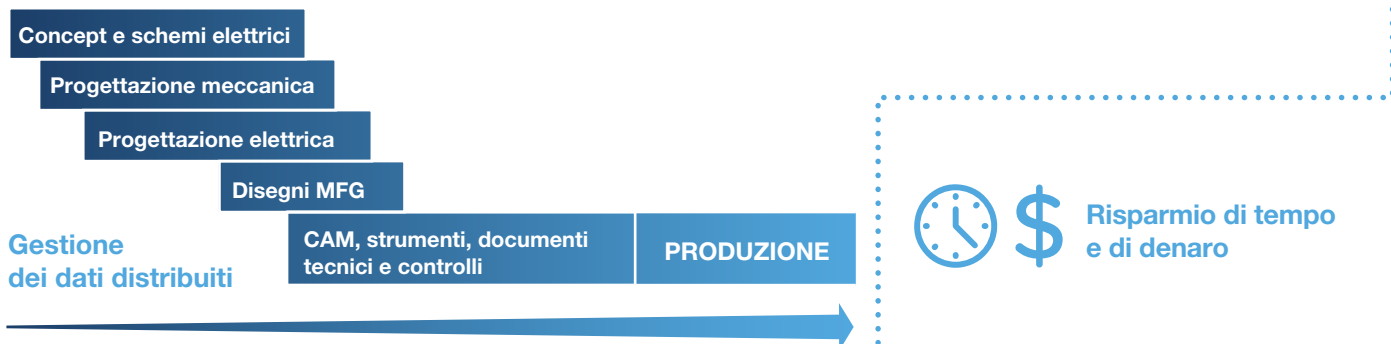 Concept e schemi elettrici
Progettazione meccanica
Progettazione elettrica
Disegni MFG
CAM, strumenti, documenti
tecnici e controlli
PRODUZIONE
Gestione
dei dati distribuiti
$
Risparmio di tempo
e di denaro